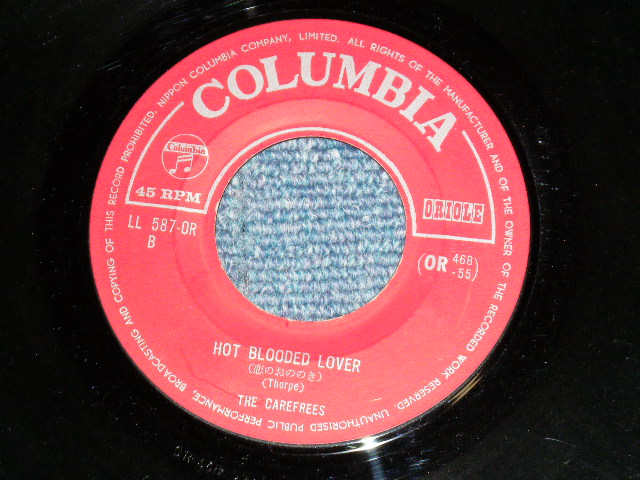 BROADCASTING AND COPYING OF THIS RECORD PROHIBITED. NIPPON COLUMBIA COMPANY, LIMITED. ALL RIGHTS OF THE MANUFACTURER AND OF THE OWNER OF THE RECORDED WORK RESERVED. UNAUTHORISED PUBLIC PERFORMANCE,
COLUMBIA
Columbia
45 RPM
ORIOLE
LL 587-OR
B
(OR 468-55)
HOT BLOODED LOVER
(恋のおののき)
(Thorpe)
THE CAREFREES